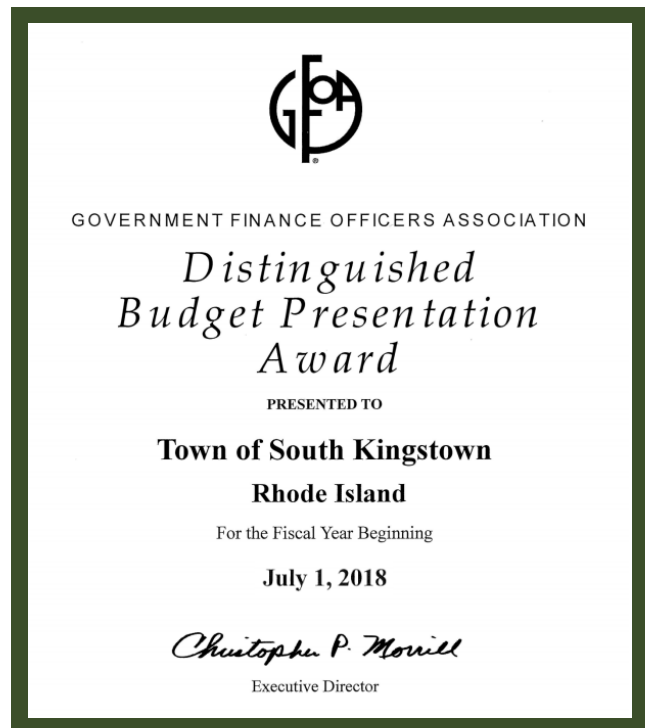 GFOA
®
GOVERNMENT FINANCE OFFICERS ASSOCIATION
Distinguished
Budget Presentation
Award
PRESENTED TO
Town of South Kingstown
Rhode Island
For the Fiscal Year Beginning
July 1, 2018
Christopher P. Morrill
Executive Director